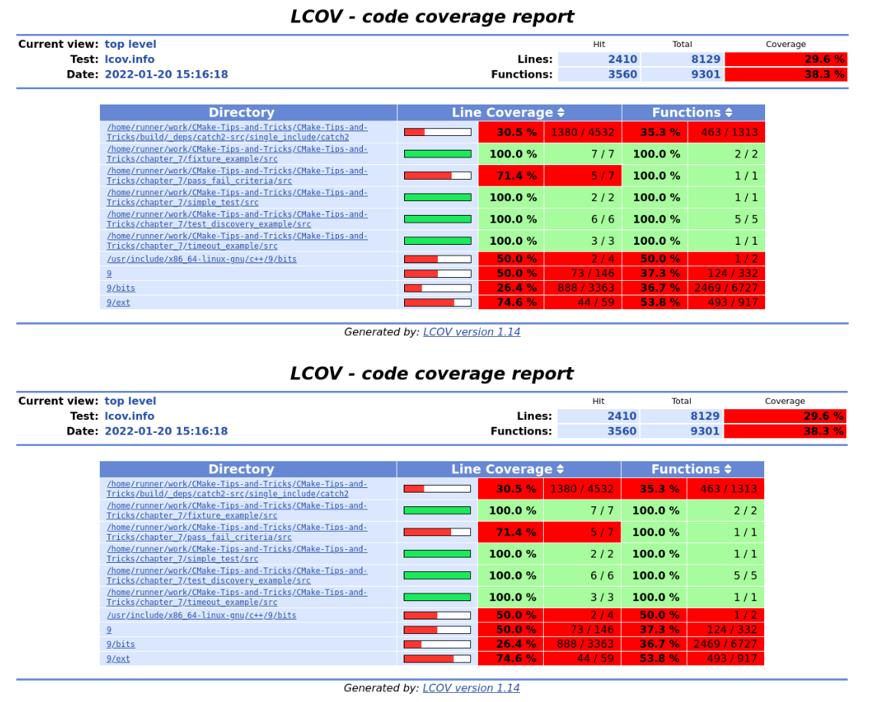 LCOV - code coverage report
Hit Total Coverage
Current view: top level
Test: lcov.info Lines: 2410 8129 29.6 %
Date: 2022-01-20 15:16:18 Functions: 3560 9301 38.3 %
Directory Line Coverage Functions
/home/runner/work/CMake-Tips-and-Tricks/CMake-Tips-and-
Tricks/build/_deps/catch2-src/single_include/catch2 30.5 % 1380 / 4532 35.3 % 463 / 1313
/home/runner/work/CMake-Tips-and-Tricks/CMake-Tips-and-
Tricks/chapter_7/fixture_example/src 100.0 % 7 / 7 100.0 % 2 / 2
/home/runner/work/CMake-Tips-and-Tricks/CMake-Tips-and-
Tricks/chapter_7/pass_fail_criteria/src 71.4 % 5 / 7 100.0 % 1 / 1
/home/runner/work/CMake-Tips-and-Tricks/CMake-Tips-and-
Tricks/chapter_7/simple_test/src 100.0 % 2 / 2 100.0 % 1 / 1
/home/runner/work/CMake-Tips-and-Tricks/CMake-Tips-and-
Tricks/chapter_7/test_discovery_example/src 100.0 % 6 / 6 100.0 % 5 / 5
/home/runner/work/CMake-Tips-and-Tricks/CMake-Tips-and-
Tricks/chapter_7/timeout_example/src 100.0 % 3 / 3 100.0 % 1 / 1
/usr/include/x86_64-linux-gnu/c++/9/bits 50.0 % 2 / 4 50.0 % 1 / 2
9 50.0 % 73 / 146 37.3 % 124 / 332
9/bits 26.4 % 888 / 3363 36.7 % 2469 / 6727
9/ext 74.6 % 44 / 59 53.8 % 493 / 917
Generated by: LCOV version 1.14
LCOV - code coverage report
Hit Total Coverage
Current view: top level
Test: lcov.info Lines: 2410 8129 29.6 %
Date: 2022-01-20 15:16:18 Functions: 3560 9301 38.3 %
Directory Line Coverage Functions
/home/runner/work/CMake-Tips-and-Tricks/CMake-Tips-and-
Tricks/build/_deps/catch2-src/single_include/catch2 30.5 % 1380 / 4532 35.3 % 463 / 1313
/home/runner/work/CMake-Tips-and-Tricks/CMake-Tips-and-
Tricks/chapter_7/fixture_example/src 100.0 % 7 / 7 100.0 % 2 / 2
/home/runner/work/CMake-Tips-and-Tricks/CMake-Tips-and-
Tricks/chapter_7/pass_fail_criteria/src 71.4 % 5 / 7 100.0 % 1 / 1
/home/runner/work/CMake-Tips-and-Tricks/CMake-Tips-and-
Tricks/chapter_7/simple_test/src 100.0 % 2 / 2 100.0 % 1 / 1
/home/runner/work/CMake-Tips-and-Tricks/CMake-Tips-and-
Tricks/chapter_7/test_discovery_example/src 100.0 % 6 / 6 100.0 % 5 / 5
/home/runner/work/CMake-Tips-and-Tricks/CMake-Tips-and-
Tricks/chapter_7/timeout_example/src 100.0 % 3 / 3 100.0 % 1 / 1
/usr/include/x86_64-linux-gnu/c++/9/bits 50.0 % 2 / 4 50.0 % 1 / 2
9 50.0 % 73 / 146 37.3 % 124 / 332
9/bits 26.4 % 888 / 3363 36.7 % 2469 / 6727
9/ext 74.6 % 44 / 59 53.8 % 493 / 917
Generated by: LCOV version 1.14